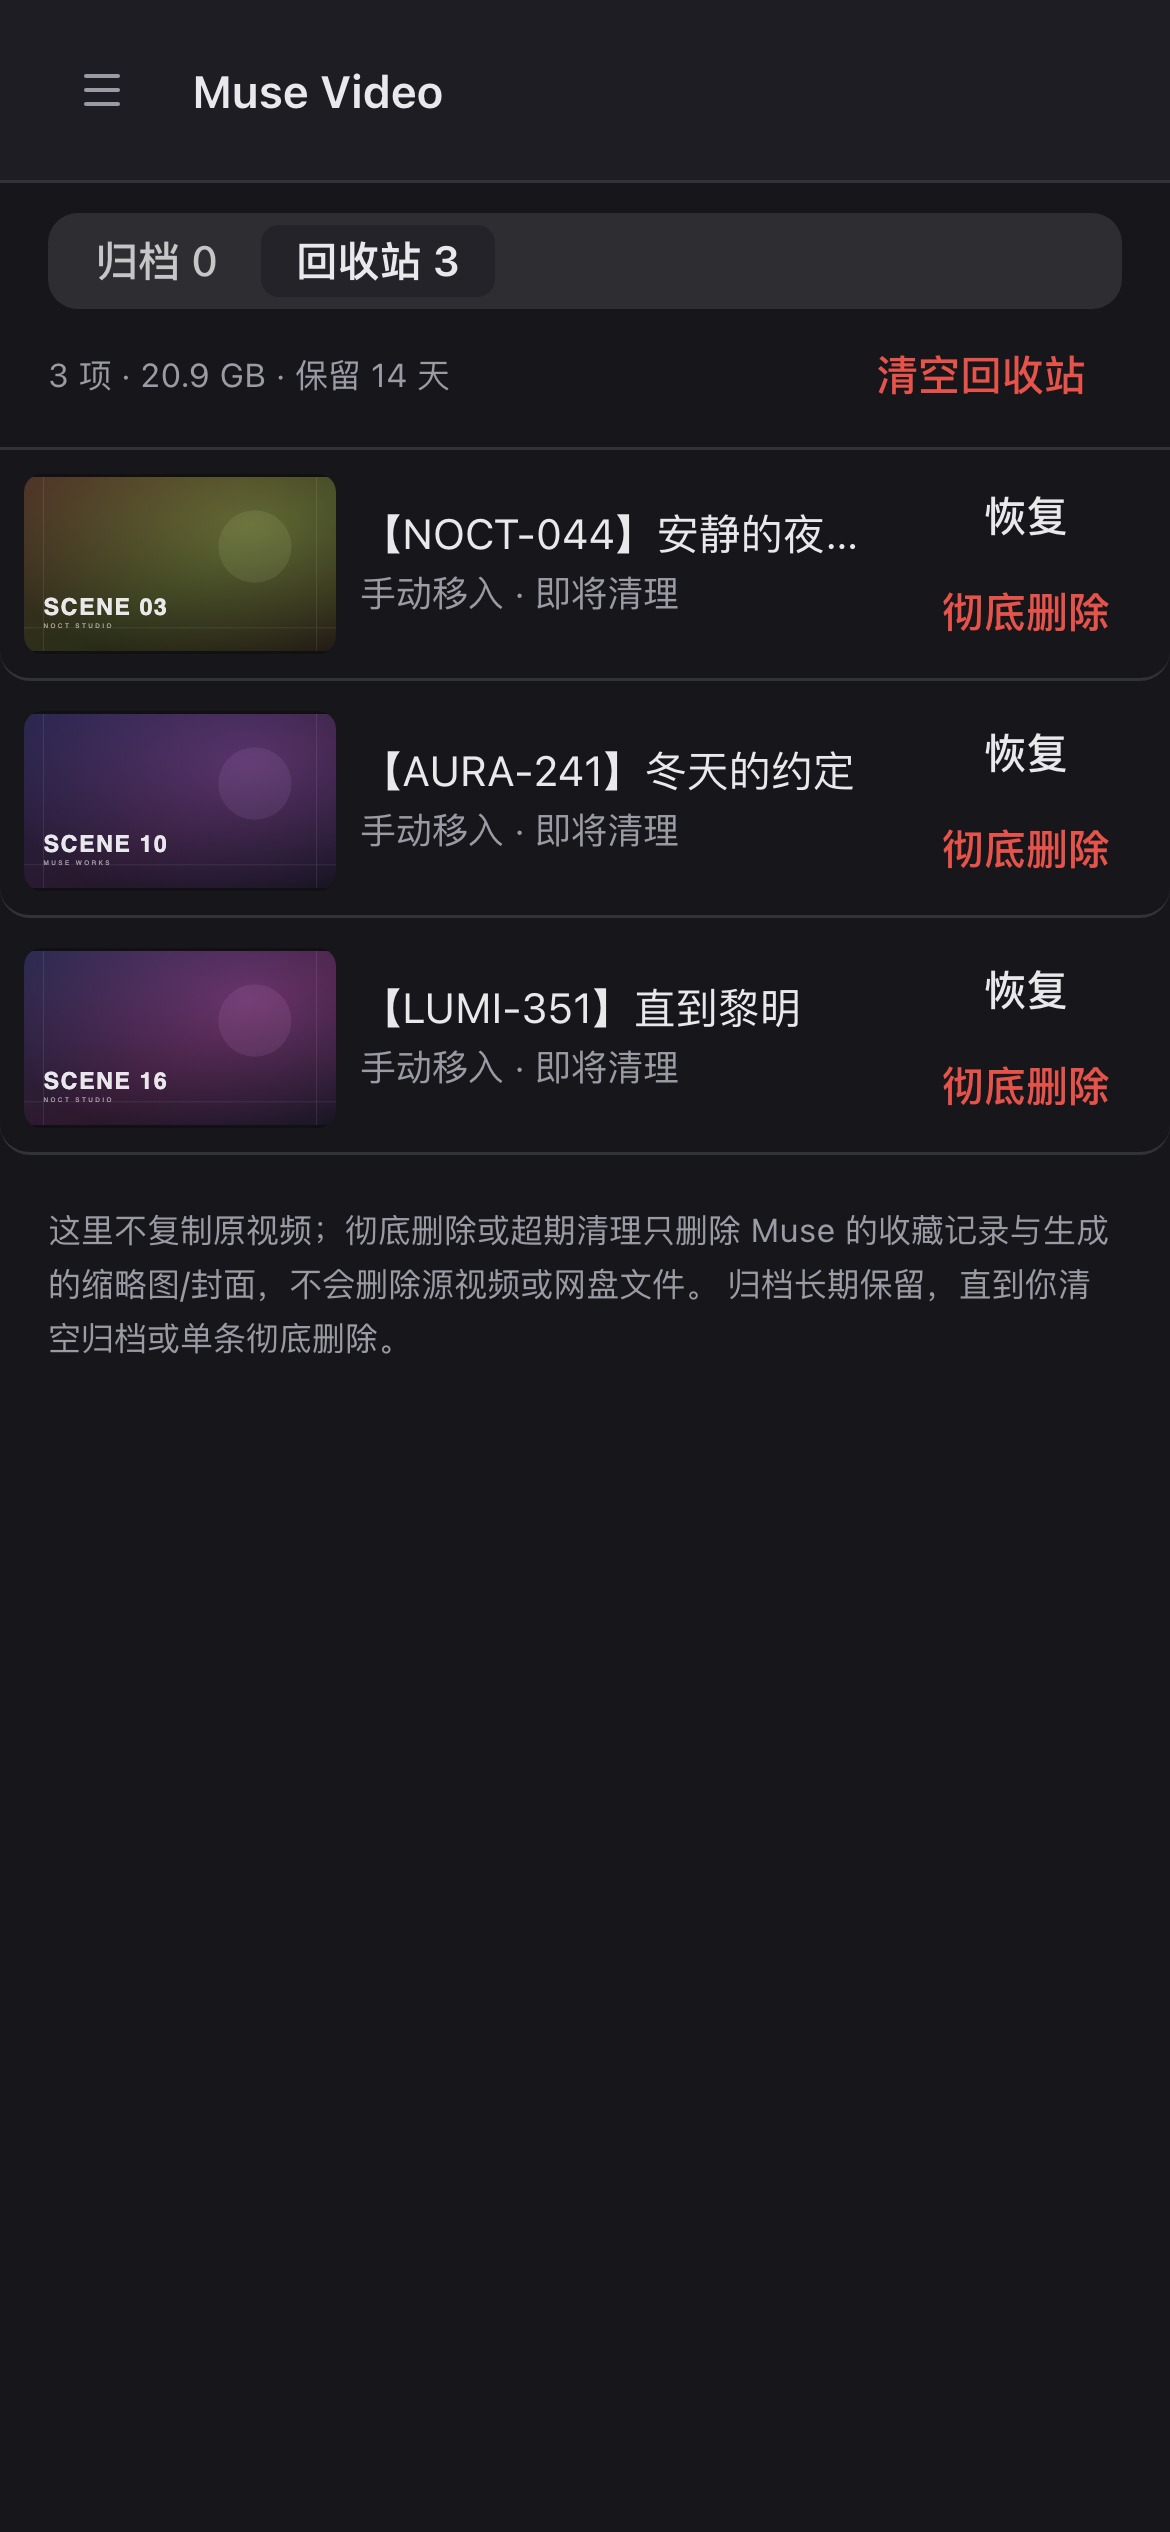 Muse Video
归档 0
回收站 3
3 项 · 20.9 GB · 保留 14 天
清空回收站
SCENE 03
NOCT STUDIO
【NOCT-044】安静的夜...
手动移入 · 即将清理
恢复
彻底删除
SCENE 10
MUSE WORKS
【AURA-241】冬天的约定
手动移入 · 即将清理
恢复
彻底删除
SCENE 16
NOCT STUDIO
【LUMI-351】直到黎明
手动移入 · 即将清理
恢复
彻底删除
这里不复制原视频；彻底删除或超期清理只删除 Muse 的收藏记录与生成
的缩略图/封面，不会删除源视频或网盘文件。 归档长期保留，直到你清
空归档或单条彻底删除。